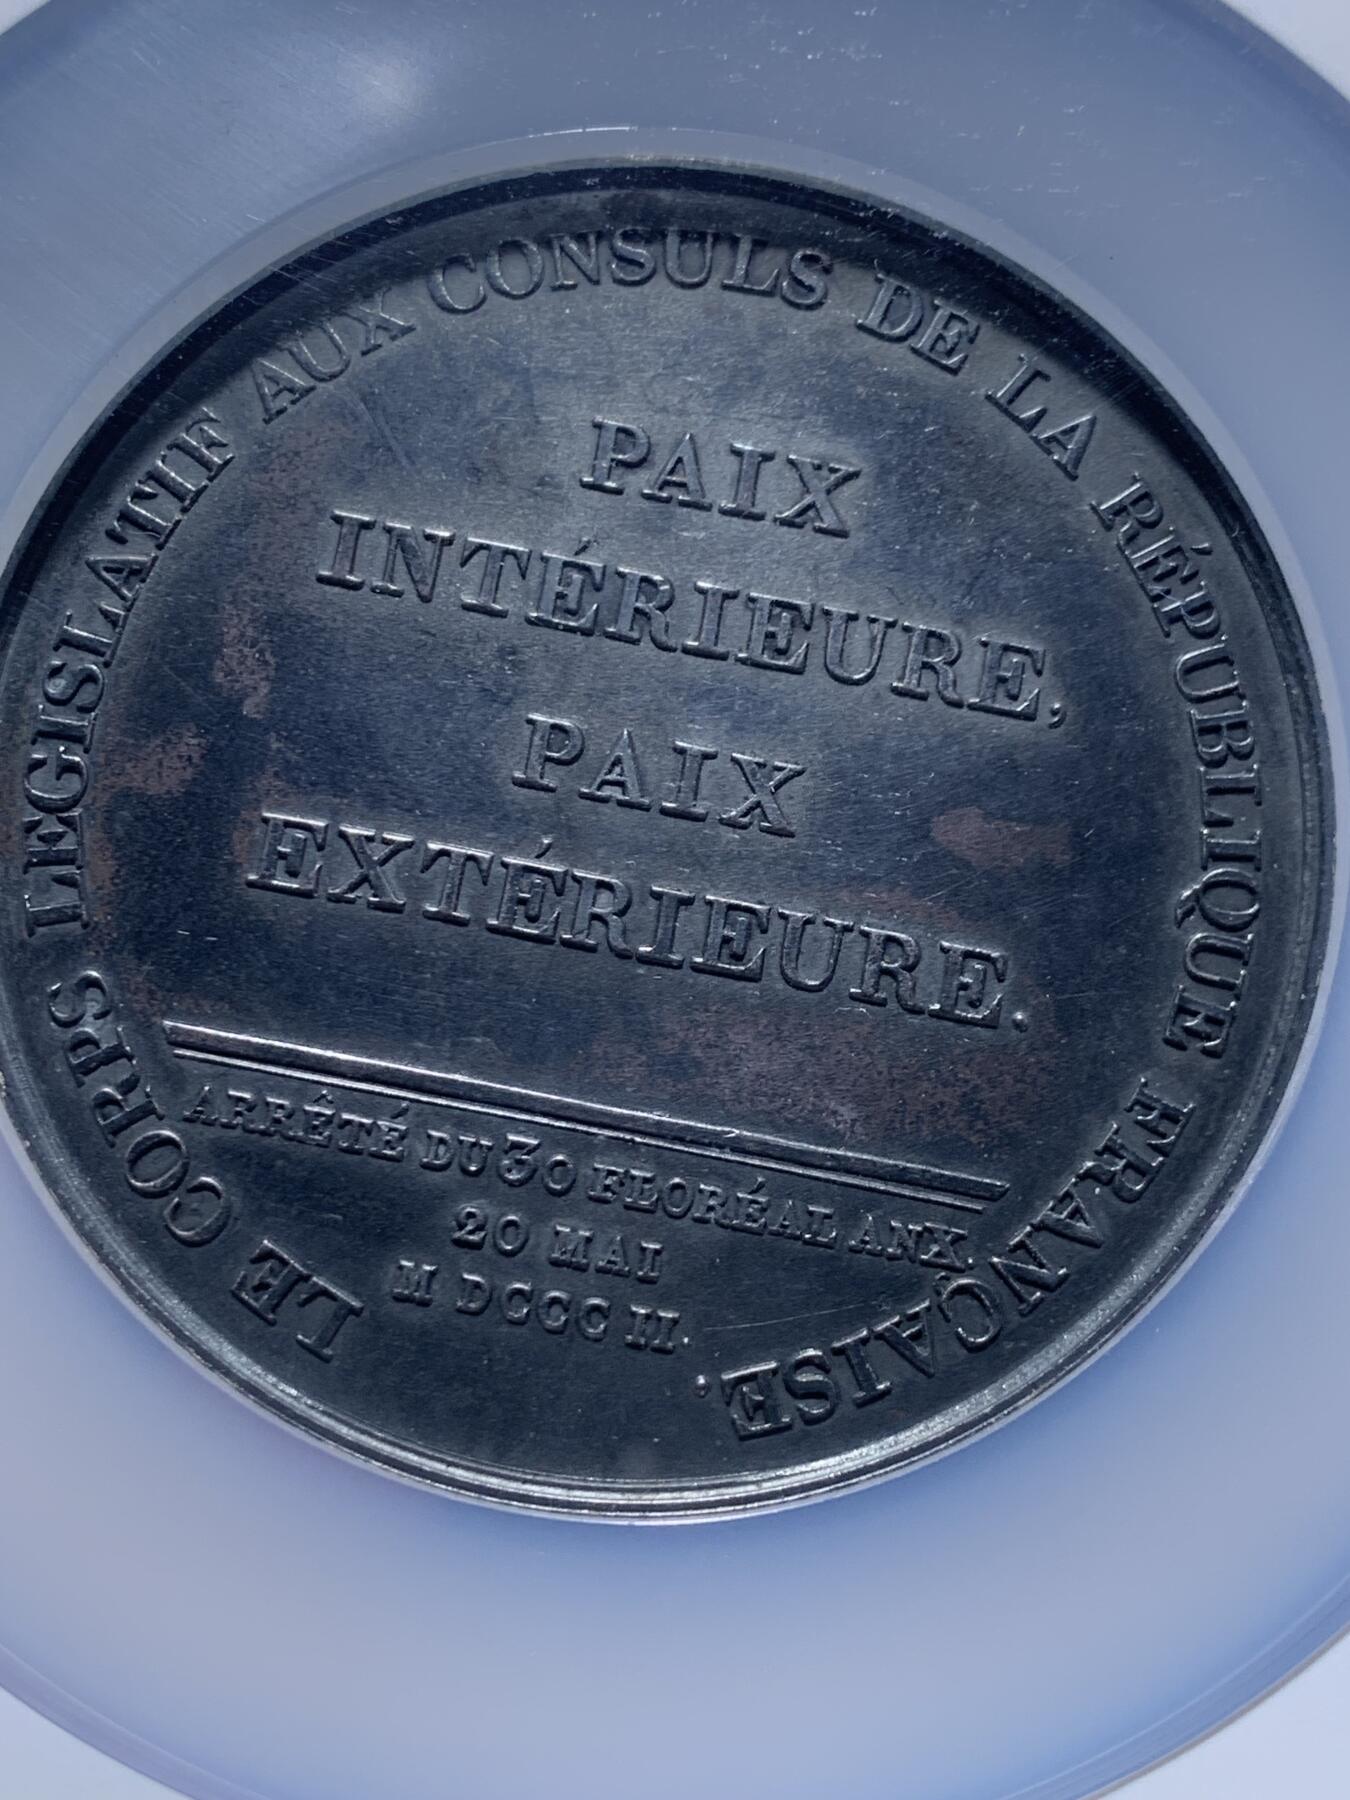 LE CORPS LEGISLATIF AUX CONSULS DE LA RÉPUBLIQUE FRANÇAISE.
PAIX
INTÉRIEURE,
PAIX
EXTÉRIEURE.
ARRÊTÉ DU 30 FLORÉAL AN X.
20 MAI
M DCCC II.